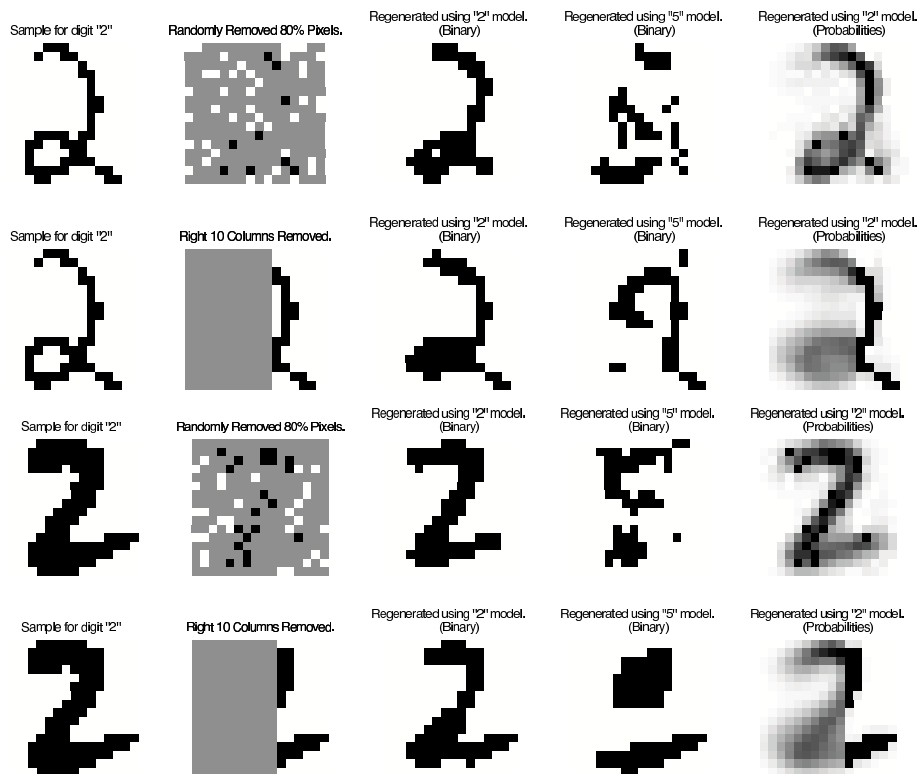 Sample for digit "2"
Randomly Removed 80% Pixels.
Regenerated using "2" model.
(Binary)
Regenerated using "5" model.
(Binary)
Regenerated using "2" model.
(Probabilities)
Sample for digit "2"
Right 10 Columns Removed.
Regenerated using "2" model.
(Binary)
Regenerated using "5" model.
(Binary)
Regenerated using "2" model.
(Probabilities)
Sample for digit "2"
Randomly Removed 80% Pixels.
Regenerated using "2" model.
(Binary)
Regenerated using "5" model.
(Binary)
Regenerated using "2" model.
(Probabilities)
Sample for digit "2"
Right 10 Columns Removed.
Regenerated using "2" model.
(Binary)
Regenerated using "5" model.
(Binary)
Regenerated using "2" model.
(Probabilities)